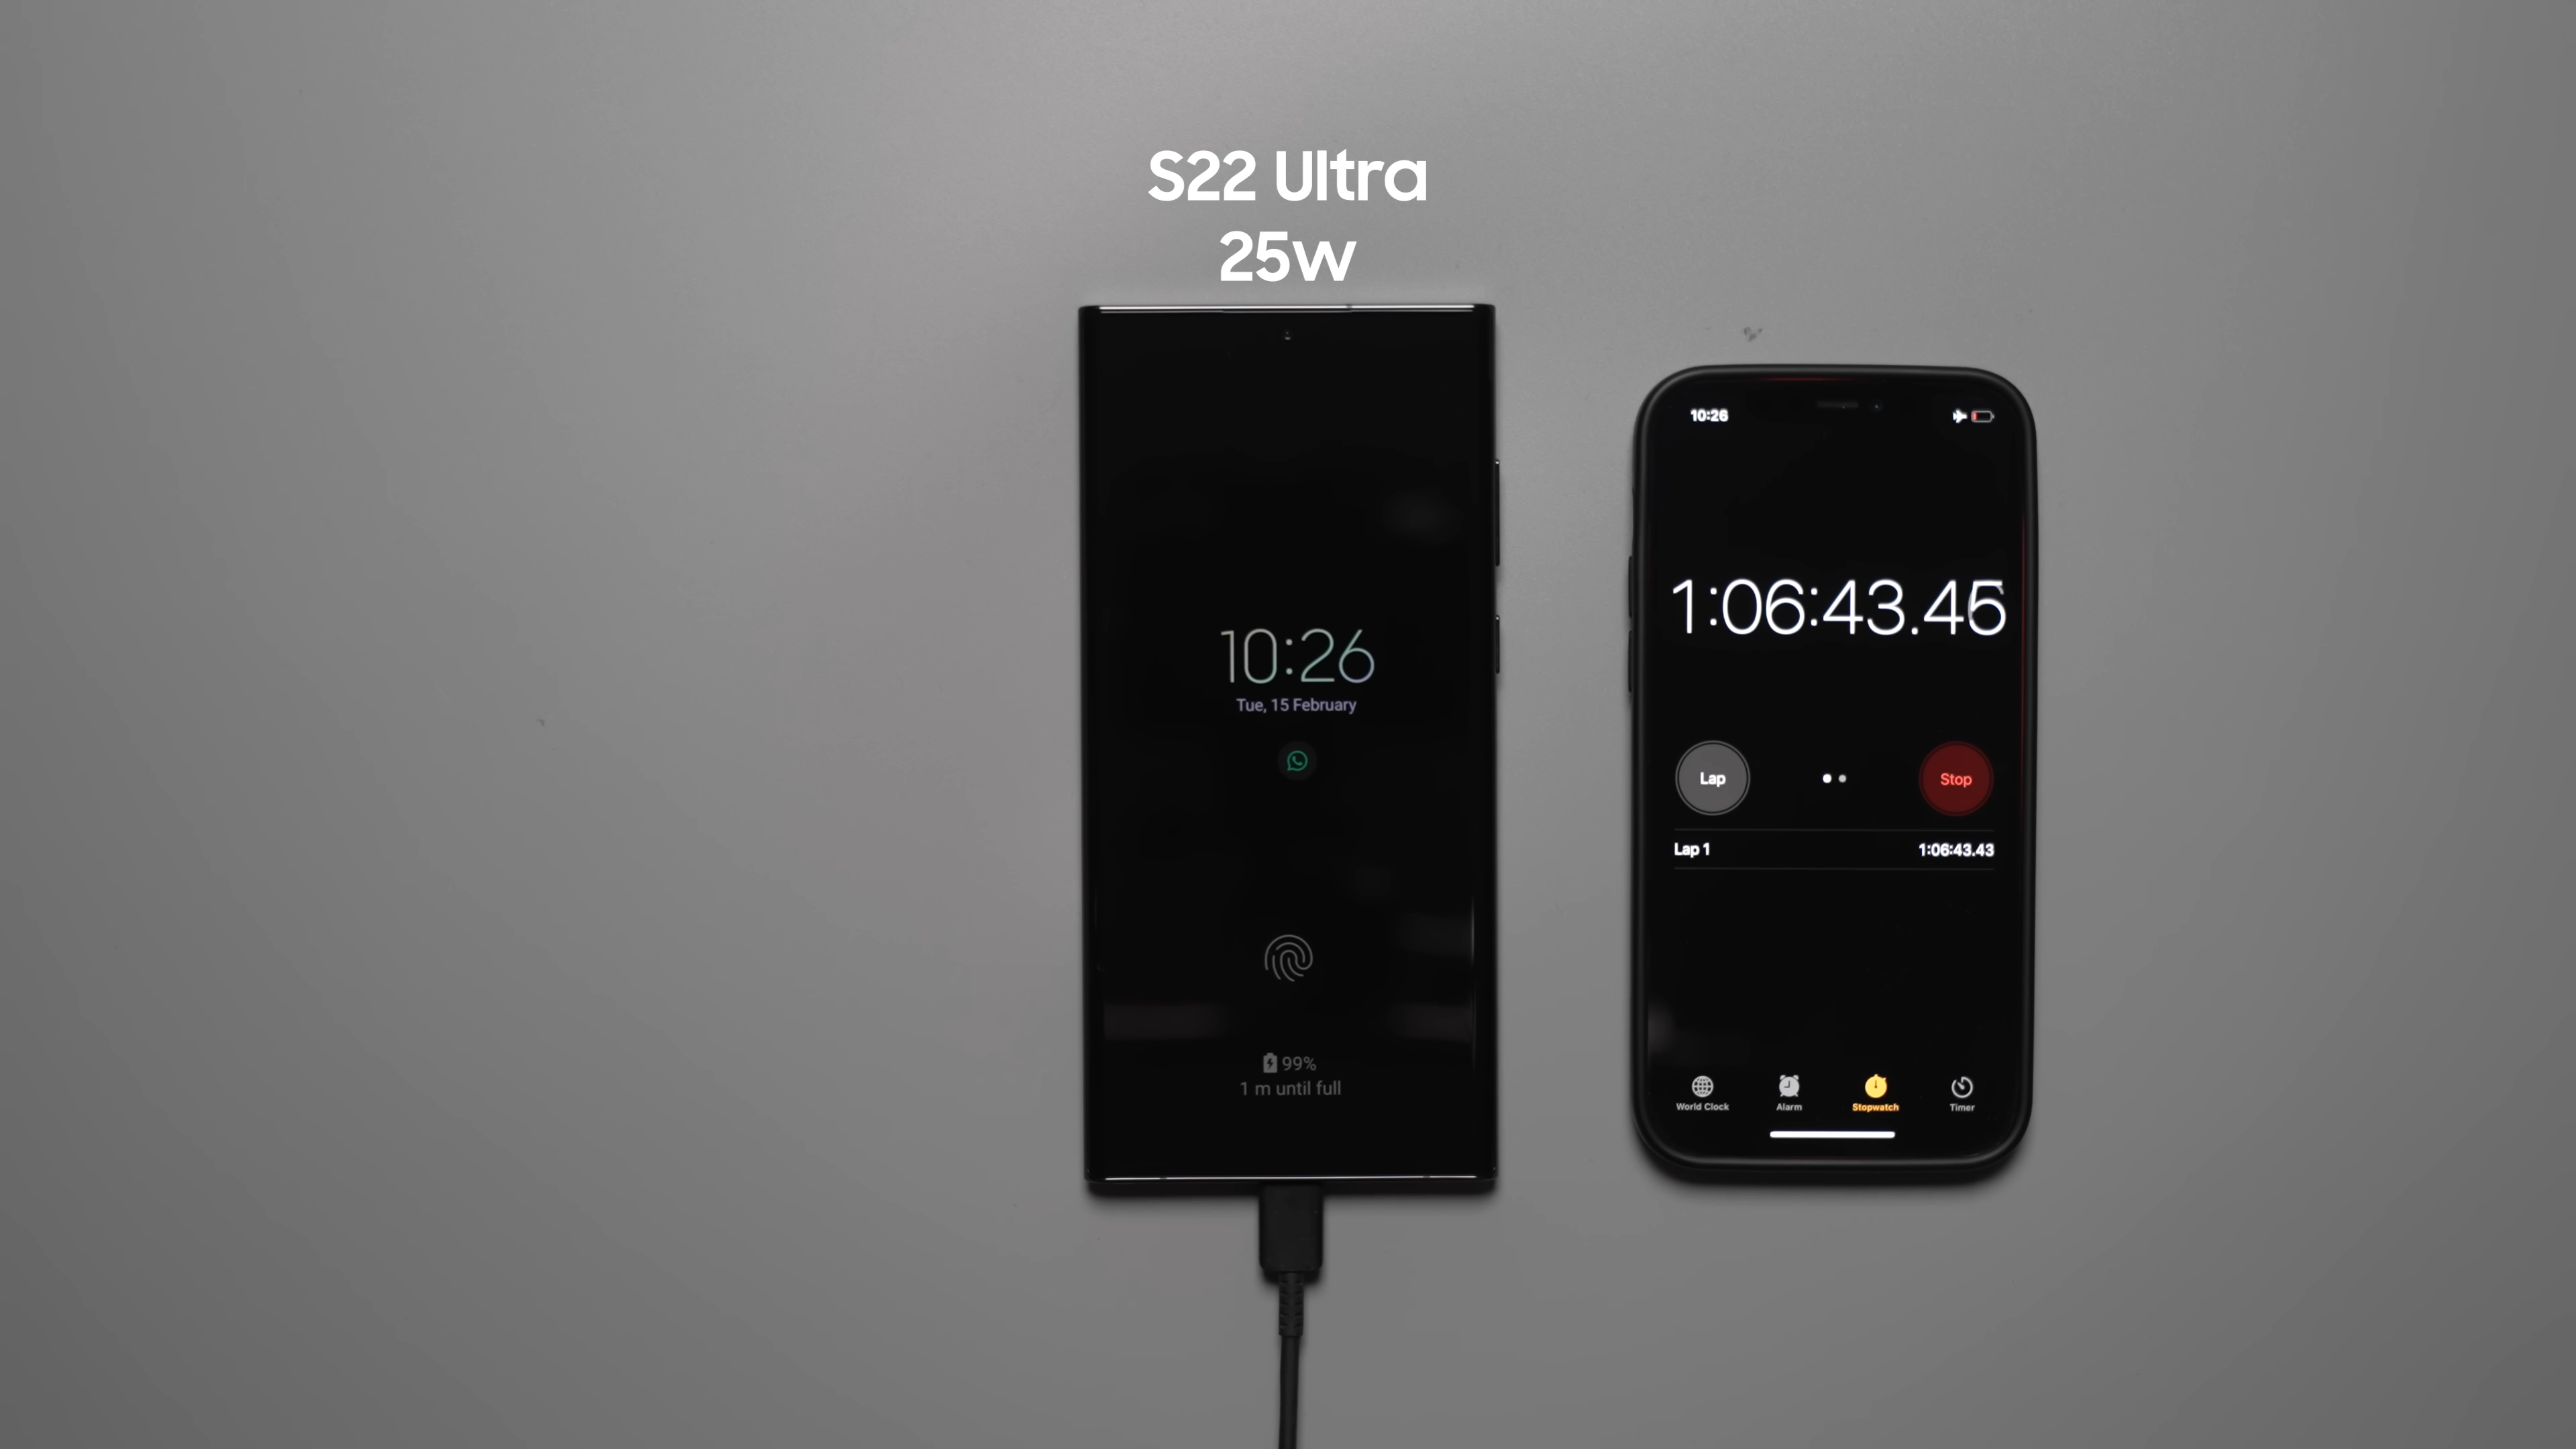 S22 Ultra
25w
10:26
Tue, 15 February
99%
1 m until full
10:26
1:06:43.45
Lap
Stop
Lap 1
1:06:43.43
World Clock
Alarm
Stopwatch
Timer